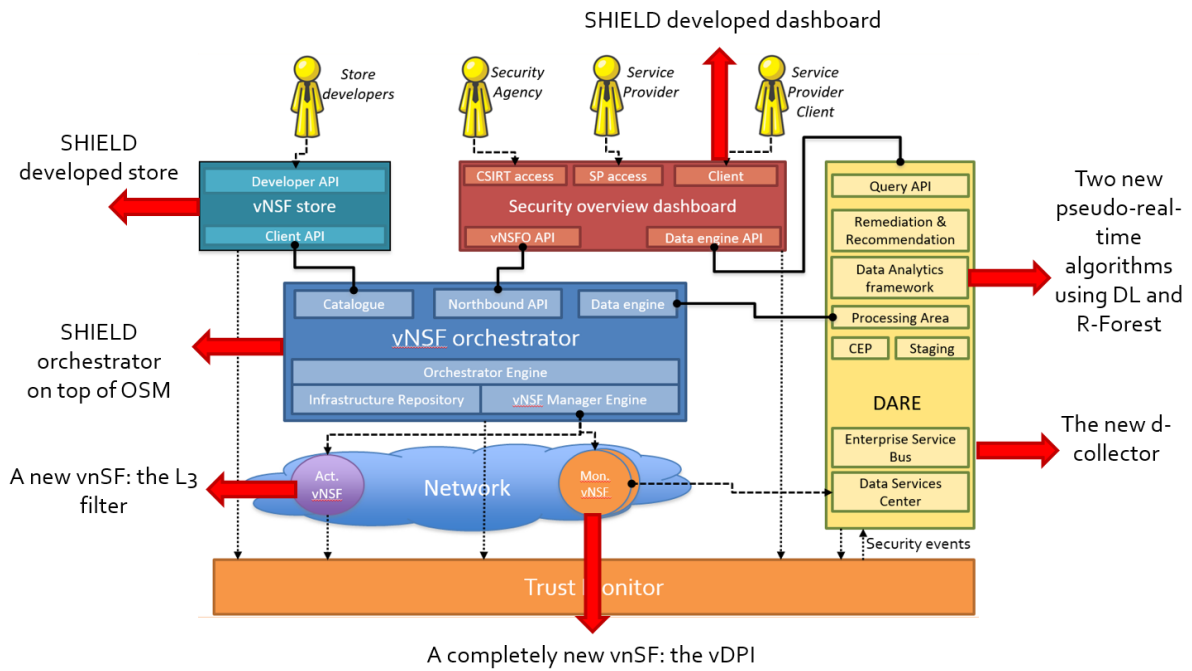 SHIELD developed dashboard
Store
developers
Security
Agency
Service
Provider
Service
Provider
Client
SHIELD
developed store
Developer API
vNSF store
Client API
CSIRT access
SP access
Client
Security overview dashboard
vNSFO API
Data engine API
Query API
Remediation &
Recommendation
Data Analytics
framework
Processing Area
CEP
Staging
DARE
Enterprise Service
Bus
Data Services
Center
Two new
pseudo-real-
time
algorithms
using DL and
R-Forest
SHIELD
orchestrator
on top of OSM
Catalogue
Northbound API
Data engine
vNSF orchestrator
Orchestrator Engine
Infrastructure Repository
vNSF Manager Engine
The new d-
collector
A new vnSF: the L3
filter
Act.
vNSF
Network
Mon.
vNSF
Security events
Trust Monitor
A completely new vnSF: the vDPI